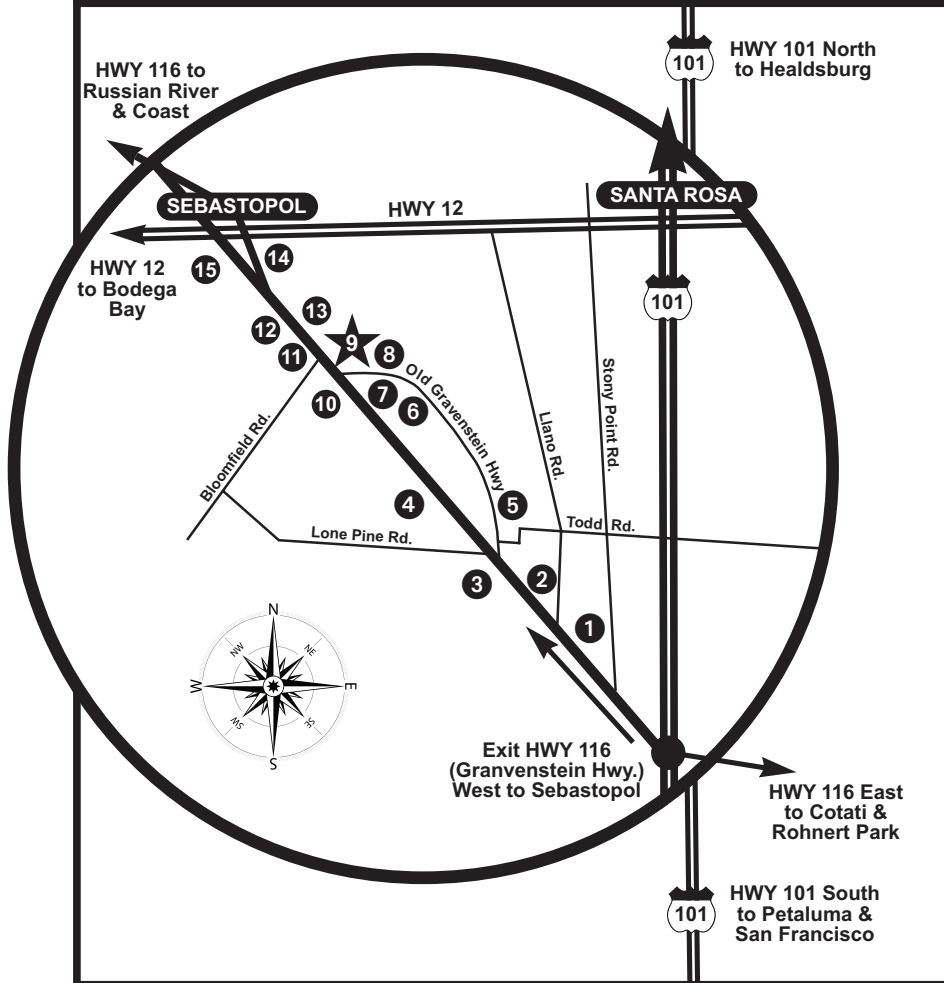 HWY 101 North
to Healdsburg
101
HWY 116 to
Russian River
& Coast
SEBASTOPOL
SANTA ROSA
HWY 12
HWY 12
to Bodega
Bay
101
15
14
13
12
11
10
9
8
7
6
5
4
3
2
1
Old Gravenstein Hwy
Bloomfield Rd.
Llano Rd.
Stony Point Rd.
Lone Pine Rd.
Todd Rd.
N
NE
E
SE
S
SW
W
NW
Exit HWY 116
(Granvenstein Hwy.)
West to Sebastopol
HWY 116 East
to Cotati &
Rohnert Park
HWY 101 South
to Petaluma &
San Francisco
101